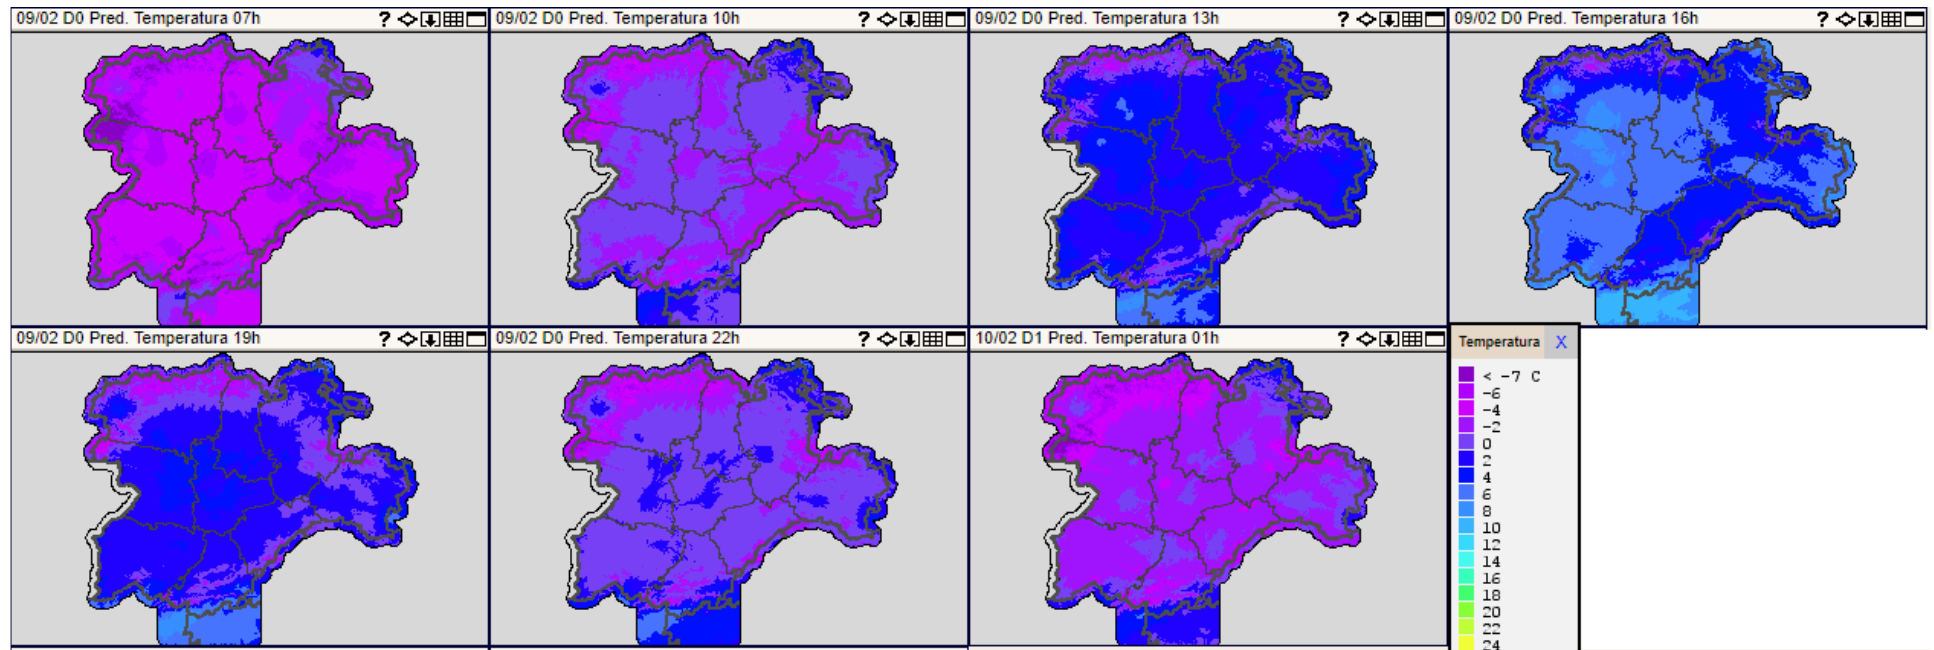 09/02 D0 Pred. Temperatura 07h ?
09/02 D0 Pred. Temperatura 10h ?
09/02 D0 Pred. Temperatura 13h ?
09/02 D0 Pred. Temperatura 16h ?
09/02 D0 Pred. Temperatura 19h ?
09/02 D0 Pred. Temperatura 22h ?
10/02 D1 Pred. Temperatura 01h ?
Temperatura X
< -7 C
-6
-4
-2
0
2
4
6
8
10
12
14
16
18
20
22
24